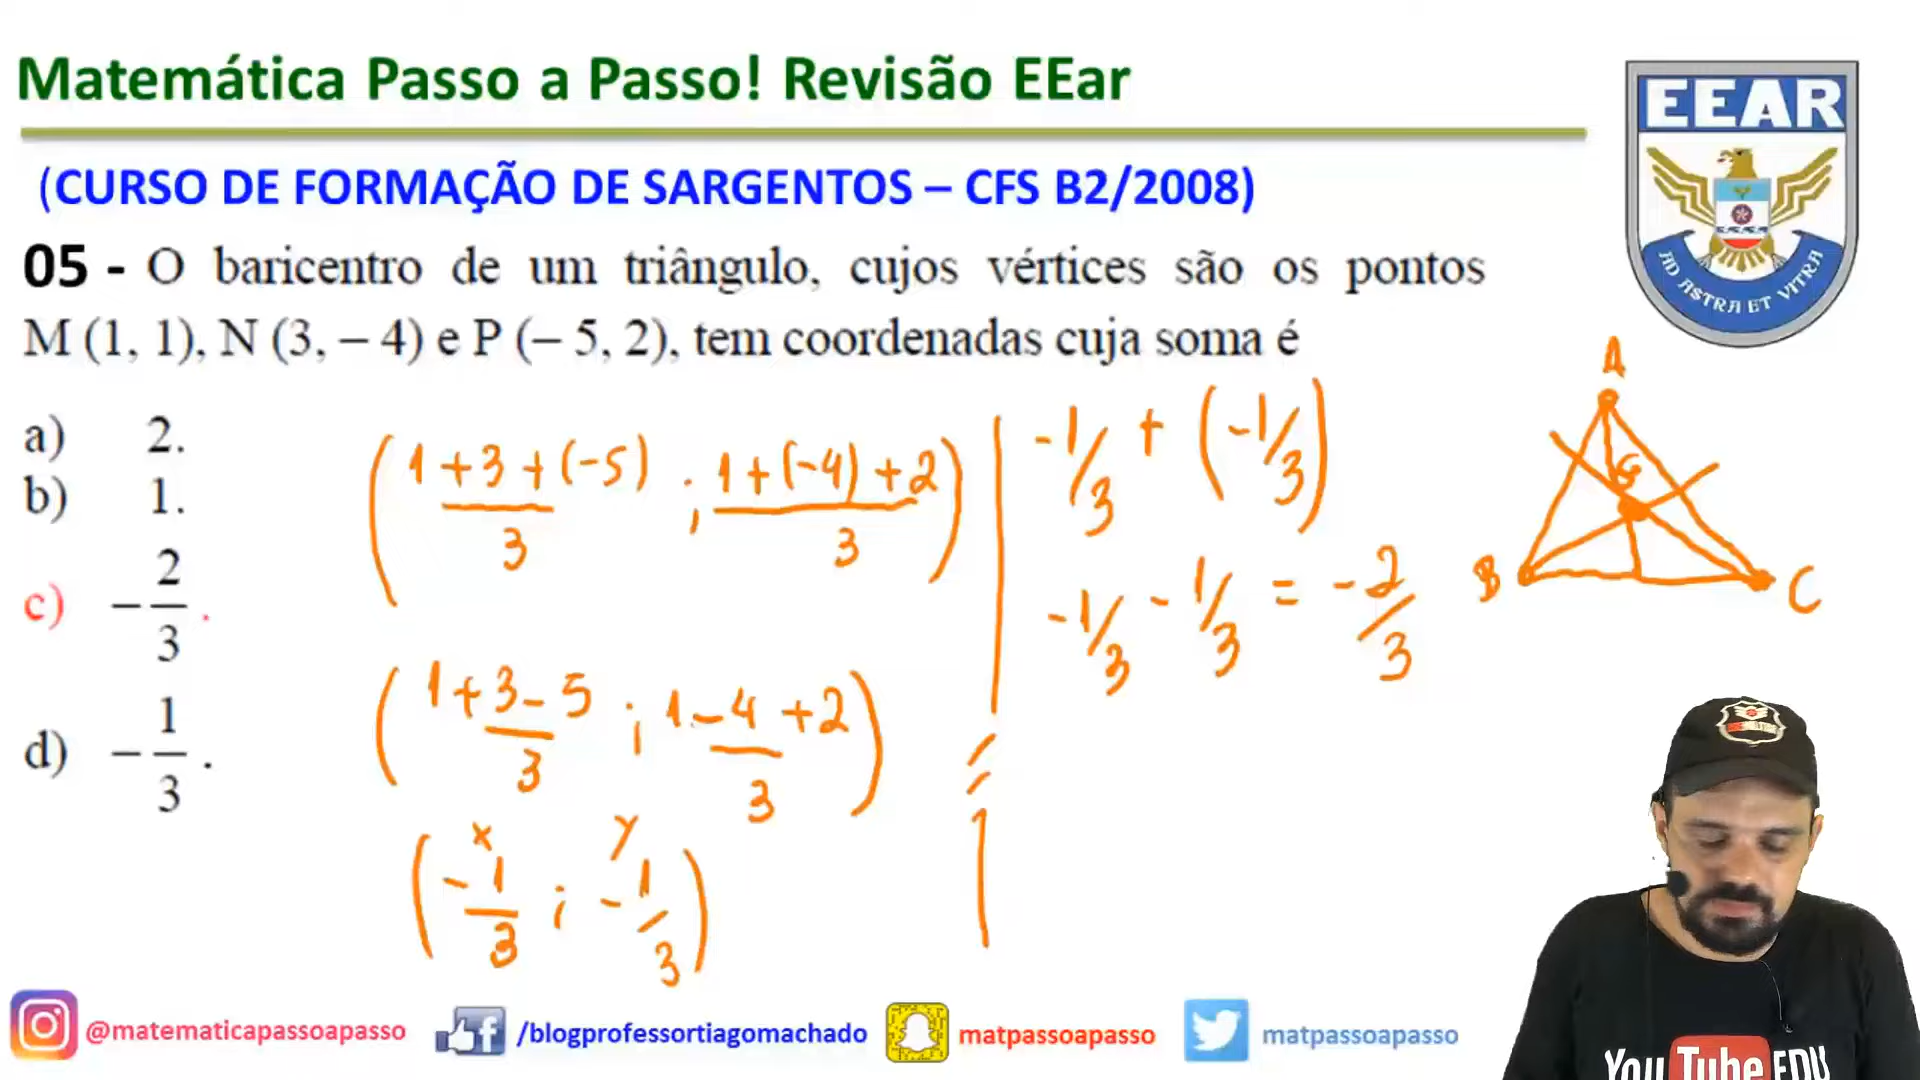 Matemática Passo a Passo! Revisão EEar
EEAR
AD ASTRA ET VITRA
(CURSO DE FORMAÇÃO DE SARGENTOS – CFS B2/2008)
05 - O baricentro de um triângulo, cujos vértices são os pontos
M (1, 1), N (3, – 4) e P (– 5, 2), tem coordenadas cuja soma é
a) 2.
b) 1.
c) – 2/3 .
d) – 1/3 .
( 1+3+(-5) / 3 ; 1+(-4)+2 / 3 )
( 1+3-5 / 3 ; 1-4+2 / 3 )
x y
( -1/3 ; -1/3 )
-1/3 + (-1/3)
-1/3 - 1/3 = -2/3
A
G
B C
@matematicapassoapasso /blogprofessortiagomachado matpassoapasso matpassoapasso
YouTube EDU